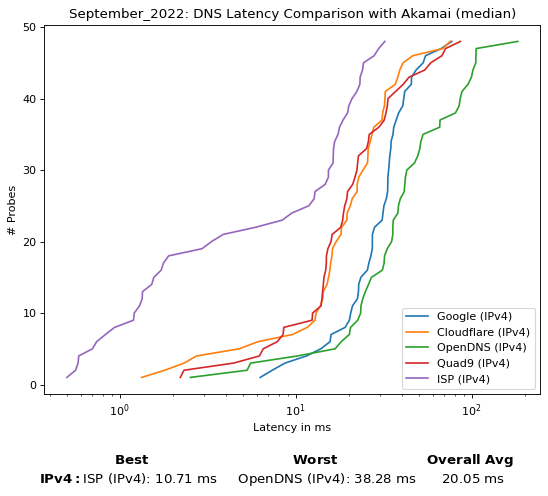 September_2022: DNS Latency Comparison with Akamai (median)
50
40
30
20
10
0
# Probes
10⁰
10¹
10²
Latency in ms
Google (IPv4)
Cloudflare (IPv4)
OpenDNS (IPv4)
Quad9 (IPv4)
ISP (IPv4)
Best Worst Overall Avg
IPv4: ISP (IPv4): 10.71 ms OpenDNS (IPv4): 38.28 ms 20.05 ms